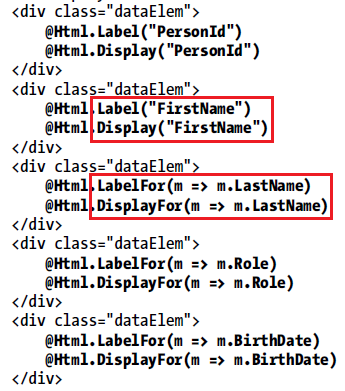 <div class="dataElem">
@Html.Label("PersonId")
@Html.Display("PersonId")
</div>
<div class="dataElem">
@Html.Label("FirstName")
@Html.Display("FirstName")
</div>
<div class="dataElem">
@Html.LabelFor(m => m.LastName)
@Html.DisplayFor(m => m.LastName)
</div>
<div class="dataElem">
@Html.LabelFor(m => m.Role)
@Html.DisplayFor(m => m.Role)
</div>
<div class="dataElem">
@Html.LabelFor(m => m.BirthDate)
@Html.DisplayFor(m => m.BirthDate)
</div>